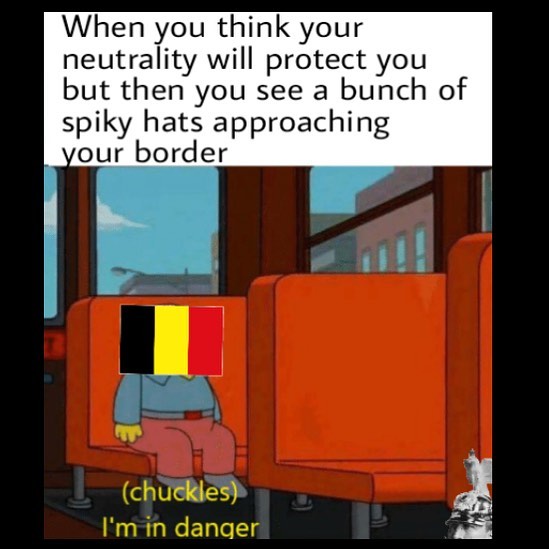 When you think your
neutrality will protect you
but then you see a bunch of
spiky hats approaching
your border
(chuckles)
I'm in danger